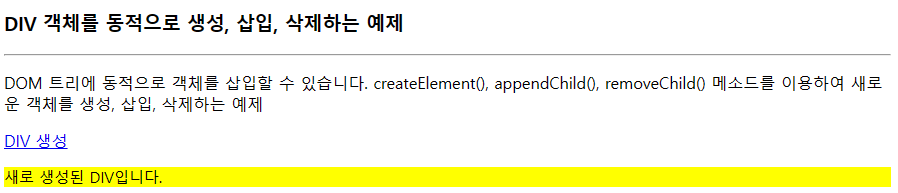 DIV 객체를 동적으로 생성, 삽입, 삭제하는 예제
DOM 트리에 동적으로 객체를 삽입할 수 있습니다. createElement(), appendChild(), removeChild() 메소드를 이용하여 새로
운 객체를 생성, 삽입, 삭제하는 예제
DIV 생성
새로 생성된 DIV입니다.